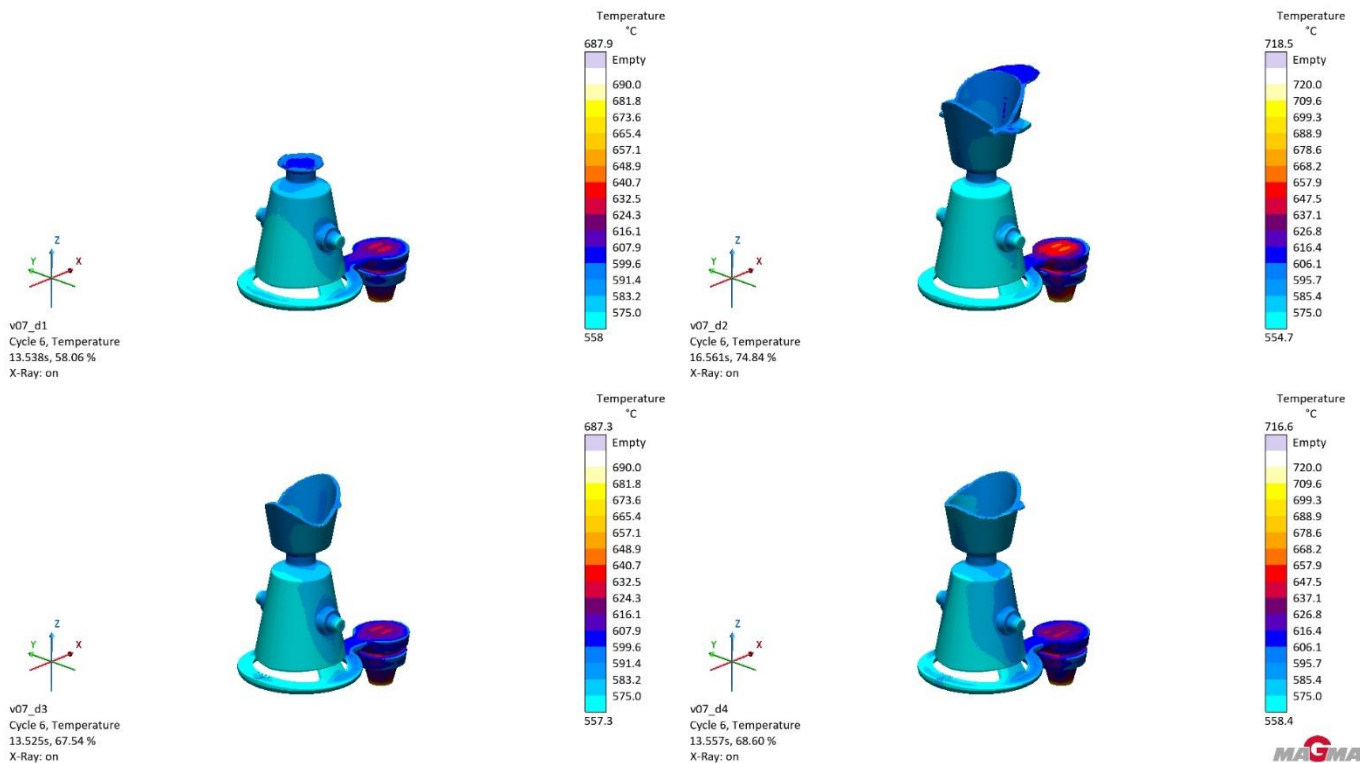 Temperature
°C
687.9
Empty
690.0
681.8
673.6
665.4
657.1
648.9
640.7
632.5
624.3
616.1
607.9
599.6
591.4
583.2
575.0
558
Z
Y
X
v07_d1
Cycle 6, Temperature
13.538s, 58.06 %
X-Ray: on
Temperature
°C
718.5
Empty
720.0
709.6
699.3
688.9
678.6
668.2
657.9
647.5
637.1
626.8
616.4
606.1
595.7
585.4
575.0
554.7
Z
Y
X
v07_d2
Cycle 6, Temperature
16.561s, 74.84 %
X-Ray: on
Temperature
°C
687.3
Empty
690.0
681.8
673.6
665.4
657.1
648.9
640.7
632.5
624.3
616.1
607.9
599.6
591.4
583.2
575.0
557.3
Z
Y
X
v07_d3
Cycle 6, Temperature
13.525s, 67.54 %
X-Ray: on
Temperature
°C
716.6
Empty
720.0
709.6
699.3
688.9
678.6
668.2
657.9
647.5
637.1
626.8
616.4
606.1
595.7
585.4
575.0
558.4
Z
Y
X
v07_d4
Cycle 6, Temperature
13.557s, 68.60 %
X-Ray: on
MAGMA